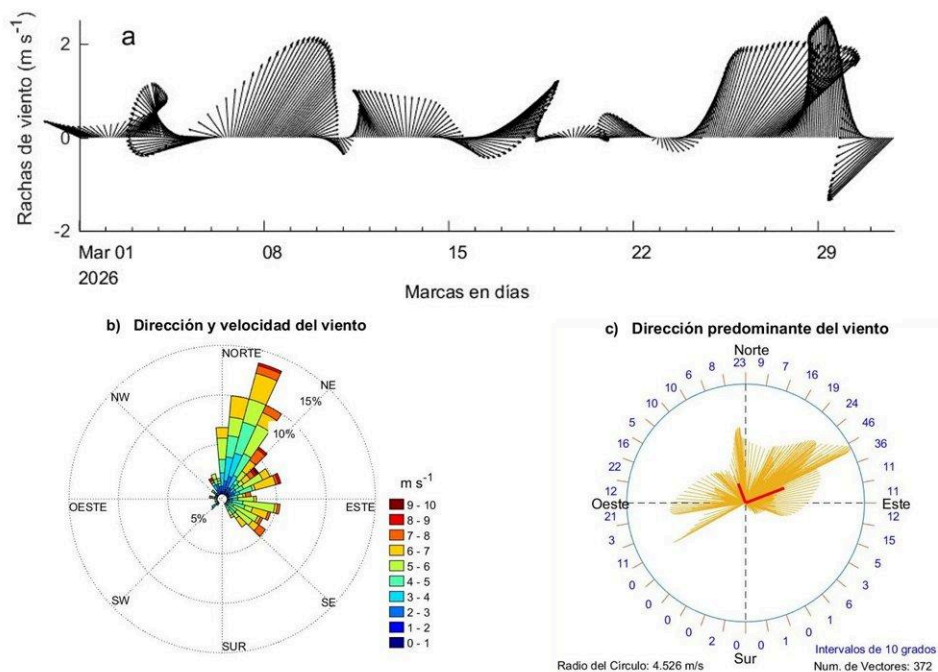 a
Rachas de viento (m s⁻¹)
2
0
-2
Mar 01 08 15 22 29
2026
Marcas en días
b) Dirección y velocidad del viento
NORTE
NW
NE
15%
10%
5%
OESTE
ESTE
SW
SE
SUR
m s⁻¹
9 - 10
8 - 9
7 - 8
6 - 7
5 - 6
4 - 5
3 - 4
2 - 3
1 - 2
0 - 1
c) Dirección predominante del viento
Norte
23 9 7 16 19 24 46 36 11 11
Este
12 12 15 3 6 5 0 1 0
Sur
0 2 0 0 0 0 11 3 21
Oeste
12 22 16 5 10 10 6 8
Intervalos de 10 grados
Radio del Circulo: 4.526 m/s
Num. de Vectores: 372